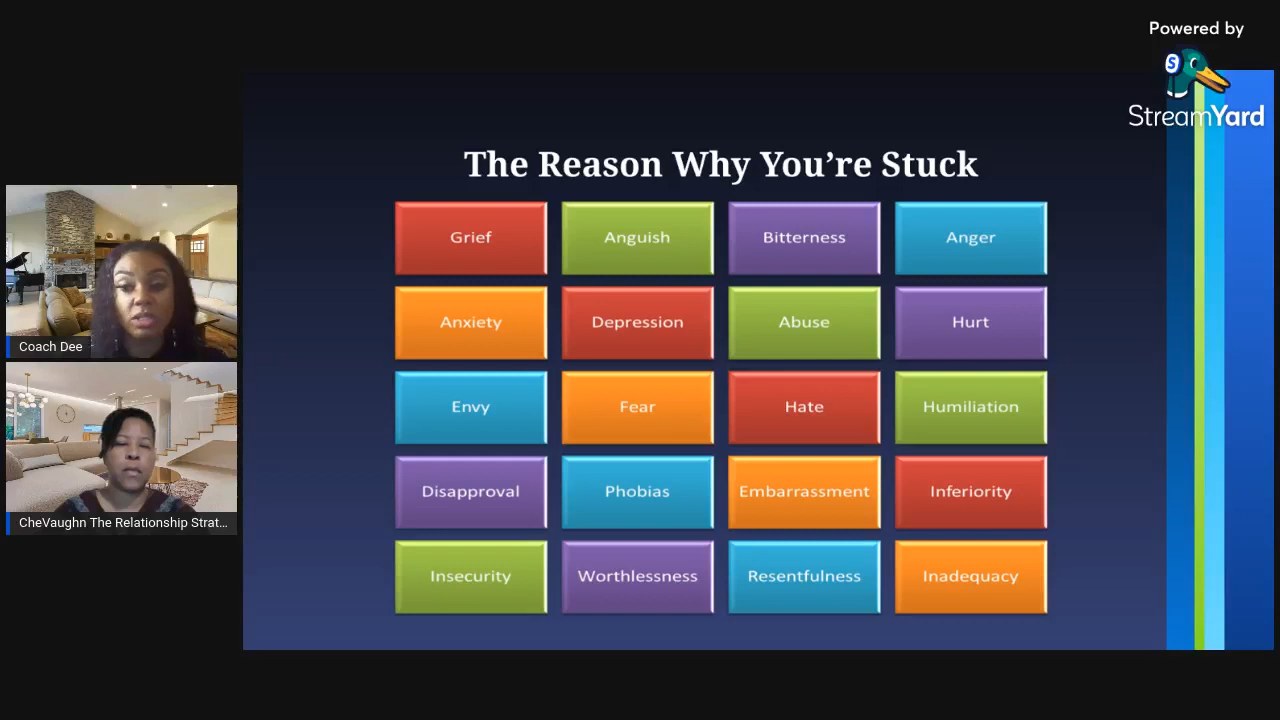 Powered by
StreamYard
The Reason Why You’re Stuck
Grief
Anguish
Bitterness
Anger
Anxiety
Depression
Abuse
Hurt
Envy
Fear
Hate
Humiliation
Disapproval
Phobias
Embarrassment
Inferiority
Insecurity
Worthlessness
Resentfulness
Inadequacy
Coach Dee
CheVaughn The Relationship Strat...